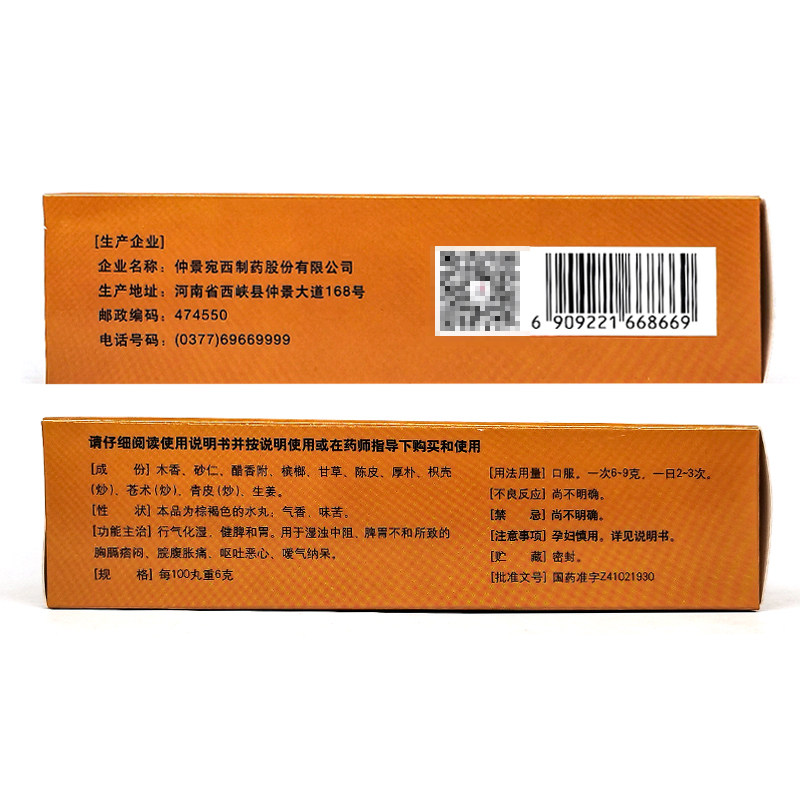 [生产企业]
企业名称：仲景宛西制药股份有限公司
生产地址：河南省西峡县仲景大道168号
邮政编码：474550
电话号码：(0377)69669999
6 909221 668669
请仔细阅读使用说明书并按说明使用或在药师指导下购买和使用
[成 份] 木香、砂仁、醋香附、槟榔、甘草、陈皮、厚朴、枳壳
(炒)、苍术(炒)、青皮(炒)、生姜。
[性 状] 本品为棕褐色的水丸；气香、味苦。
[功能主治] 行气化湿、健脾和胃。用于湿浊中阻、脾胃不和所致的
胸膈痞闷、脘腹胀痛、呕吐恶心、嗳气纳呆。
[规 格] 每100丸重6克
[用法用量] 口服。一次6-9克，一日2-3次。
[不良反应] 尚不明确。
[禁 忌] 尚不明确。
[注意事项] 孕妇慎用。详见说明书。
[贮 藏] 密封。
[批准文号] 国药准字Z41021930